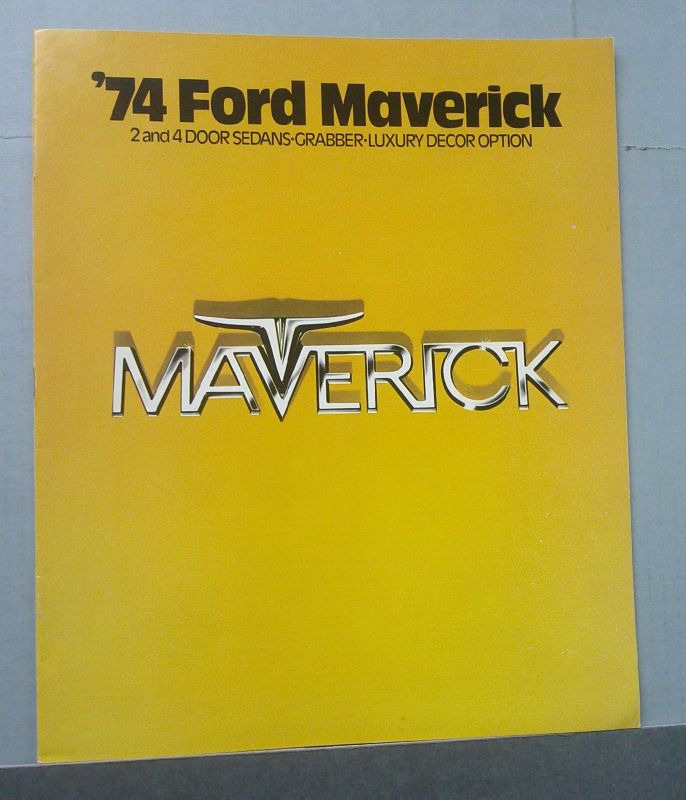 '74 Ford Maverick
2 and 4 DOOR SEDANS•GRABBER•LUXURY DECOR OPTION
MAVERICK